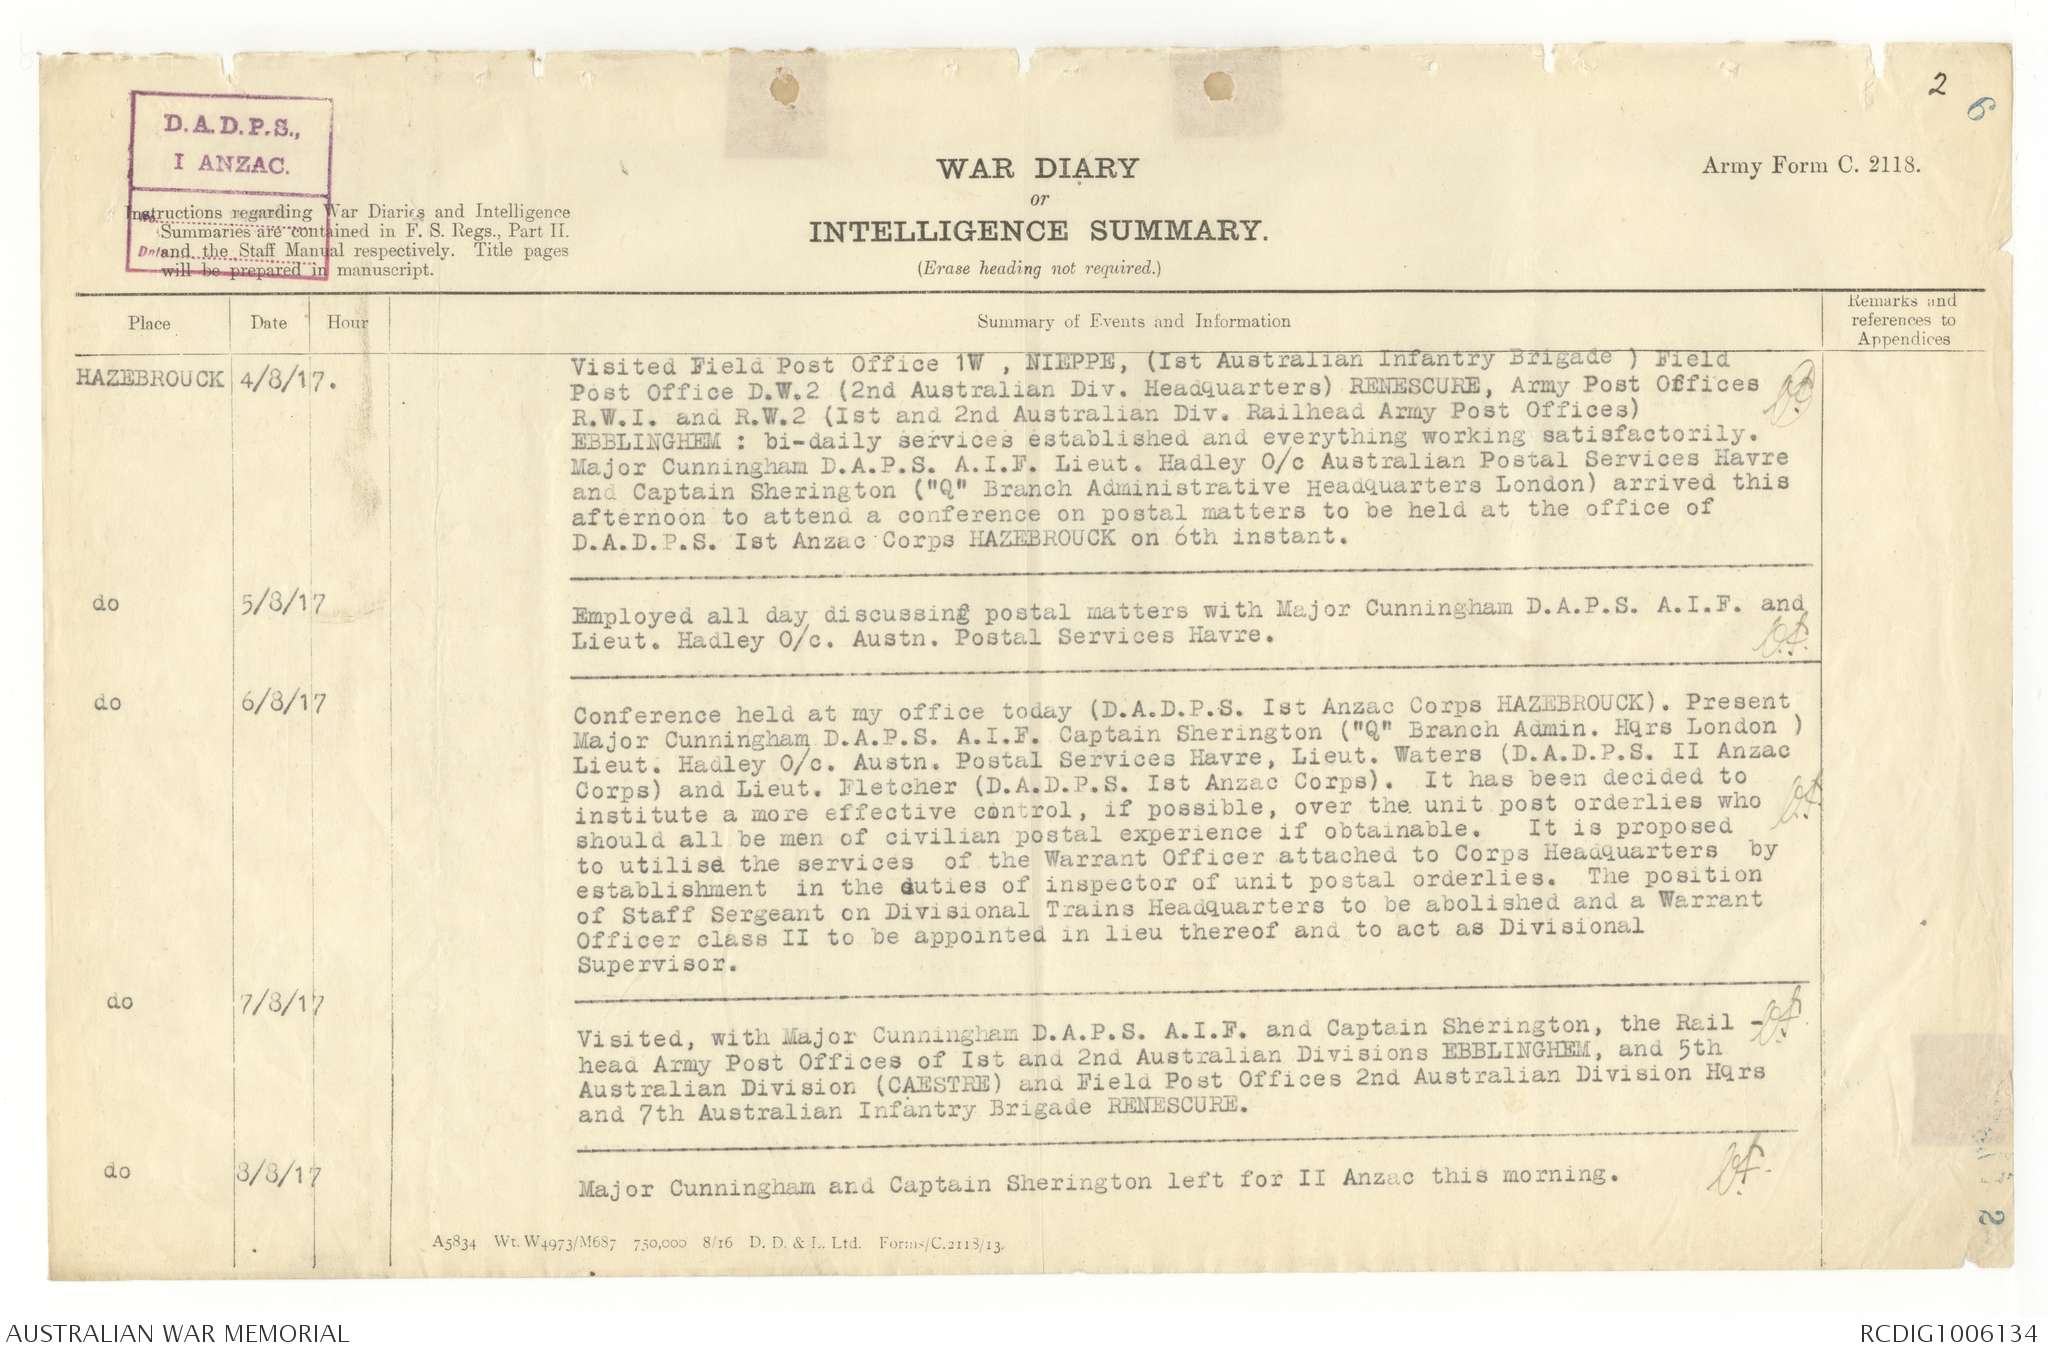 2
6
D.A.D.P.S.,
I ANZAC.
WAR DIARY
or
INTELLIGENCE SUMMARY.
(Erase heading not required.)
Army Form C. 2118.
Instructions regarding War Diaries and Intelligence
Summaries are contained in F. S. Regs., Part II.
and the Staff Manual respectively. Title pages
will be prepared in manuscript.
Place Date Hour Summary of Events and Information Remarks and references to Appendices
HAZEBROUCK 4/8/17. Visited Field Post Office 1W , NIEPPE, (Ist Australian Infantry Brigade ) Field
Post Office D.W.2 (2nd Australian Div. Headquarters) RENESCURE, Army Post Offices
R.W.I. and R.W.2 (Ist and 2nd Australian Div. Railhead Army Post Offices)
EBBLINGHEM : bi-daily services established and everything working satisfactorily.
Major Cunningham D.A.P.S. A.I.F. Lieut. Hadley O/c Australian Postal Services Havre
and Captain Sherington ("Q" Branch Administrative Headquarters London) arrived this
afternoon to attend a conference on postal matters to be held at the office of
D.A.D.P.S. Ist Anzac Corps HAZEBROUCK on 6th instant.
do 5/8/17 Employed all day discussing postal matters with Major Cunningham D.A.P.S. A.I.F. and
Lieut. Hadley O/c. Austn. Postal Services Havre.
do 6/8/17 Conference held at my office today (D.A.D.P.S. Ist Anzac Corps HAZEBROUCK). Present
Major Cunningham D.A.P.S. A.I.F. Captain Sherington ("Q" Branch Admin. Hqrs London )
Lieut. Hadley O/c. Austn. Postal Services Havre, Lieut. Waters (D.A.D.P.S. II Anzac
Corps) and Lieut. Fletcher (D.A.D.P.S. Ist Anzac Corps). It has been decided to
institute a more effective control, if possible, over the unit post orderlies who
should all be men of civilian postal experience if obtainable. It is proposed
to utilise the services of the Warrant Officer attached to Corps Headquarters by
establishment in the duties of inspector of unit postal orderlies. The position
of Staff Sergeant on Divisional Trains Headquarters to be abolished and a Warrant
Officer class II to be appointed in lieu thereof and to act as Divisional
Supervisor.
do 7/8/17 Visited, with Major Cunningham D.A.P.S. A.I.F. and Captain Sherington, the Rail -
head Army Post Offices of Ist and 2nd Australian Divisions EBBLINGHEM, and 5th
Australian Division (CAESTRE) and Field Post Offices 2nd Australian Division Hqrs
and 7th Australian Infantry Brigade RENESCURE.
do 8/8/17 Major Cunningham and Captain Sherington left for II Anzac this morning.
A5834 Wt. W4973/M687 750,000 8/16 D. D. & L. Ltd. Forms/C.2118/13.
AUSTRALIAN WAR MEMORIAL
RCDIG1006134